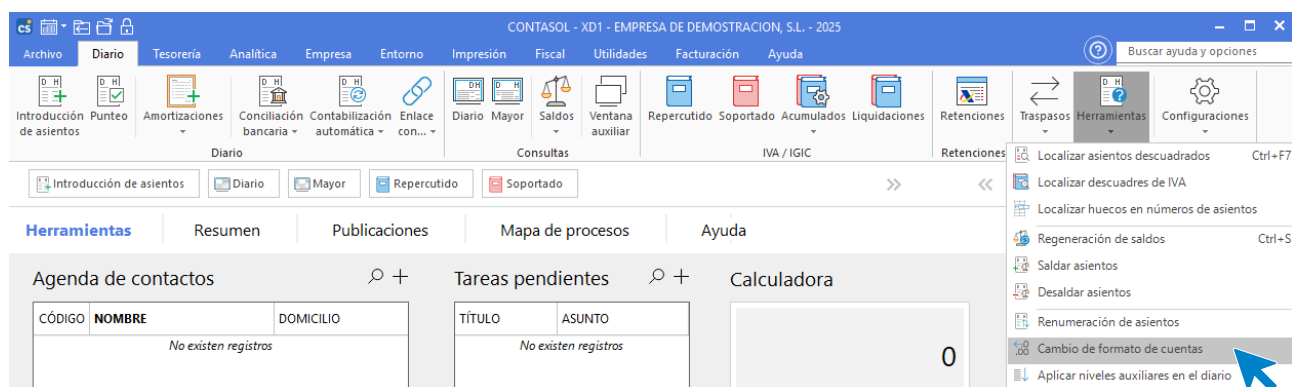 cs CONTASOL - XD1 - EMPRESA DE DEMOSTRACION, S.L. - 2025
Archivo Diario Tesorería Analítica Empresa Entorno Impresión Fiscal Utilidades Facturación Ayuda Buscar ayuda y opciones
Introducción de asientos
Punteo
Amortizaciones
Conciliación bancaria
Contabilización automática
Enlace con...
Diario
Mayor
Saldos
Ventana auxiliar
Repercutido
Soportado
Acumulados
Liquidaciones
Retenciones
Traspasos
Herramientas
Configuraciones
Diario Consultas IVA / IGIC Retenciones
Introducción de asientos Diario Mayor Repercutido Soportado
Herramientas Resumen Publicaciones Mapa de procesos Ayuda
Agenda de contactos
CÓDIGO NOMBRE DOMICILIO
No existen registros
Tareas pendientes
TÍTULO ASUNTO
No existen registros
Calculadora
0
Localizar asientos descuadrados Ctrl+F7
Localizar descuadres de IVA
Localizar huecos en números de asientos
Regeneración de saldos Ctrl+S
Saldar asientos
Desaldar asientos
Renumeración de asientos
Cambio de formato de cuentas
Aplicar niveles auxiliares en el diario